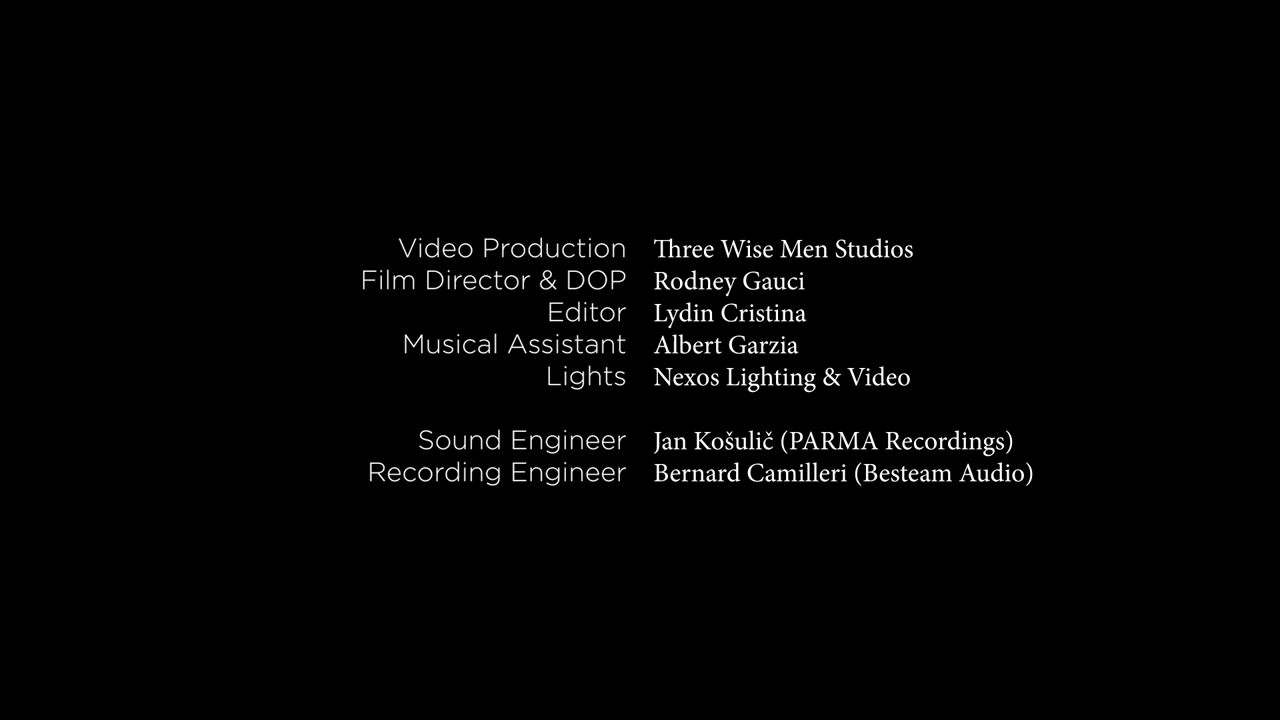 Video Production Three Wise Men Studios
Film Director & DOP Rodney Gauci
Editor Lydin Cristina
Musical Assistant Albert Garzia
Lights Nexos Lighting & Video
Sound Engineer Jan Košulič (PARMA Recordings)
Recording Engineer Bernard Camilleri (Besteam Audio)